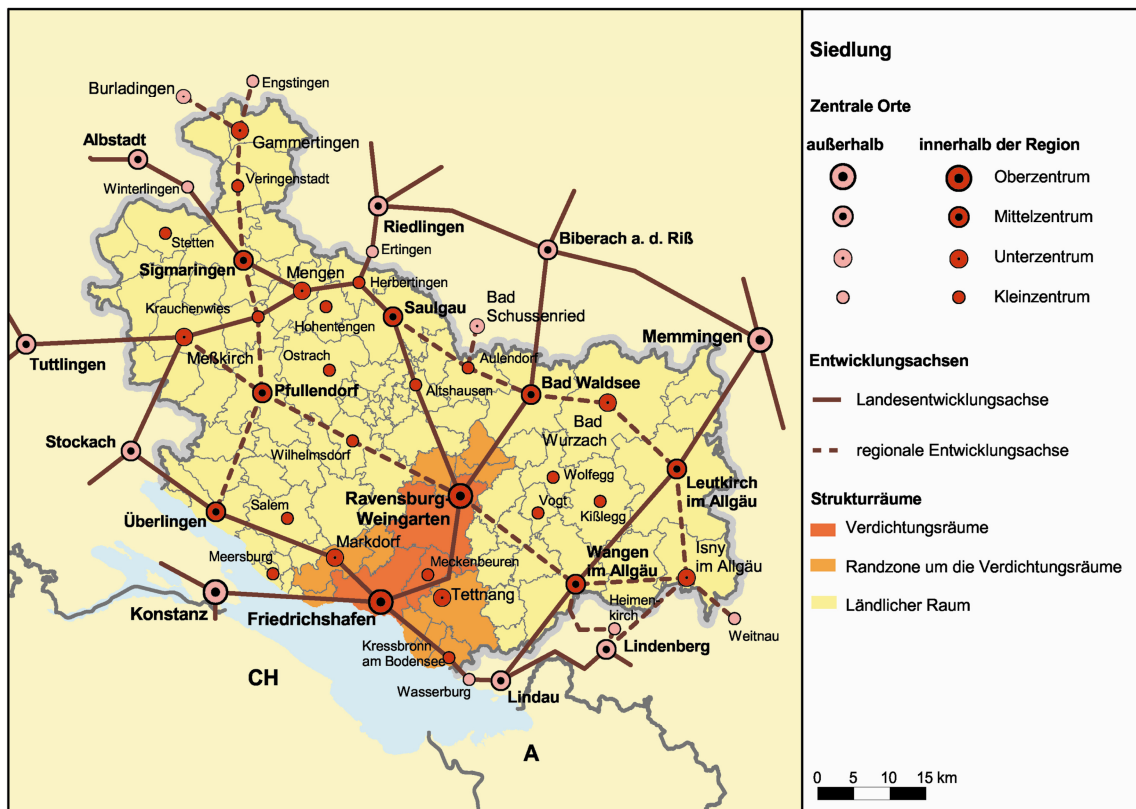 Engstingen
Burladingen
Gammertingen
Albstadt
Winterlingen
Veringenstadt
Riedlingen
Stetten
Ertingen
Biberach a. d. Riß
Sigmaringen
Mengen
Herbertingen
Krauchenwies
Hohentengen
Saulgau
Bad
Schussenried
Memmingen
Tuttlingen
Meßkirch
Ostrach
Aulendorf
Pfullendorf
Altshausen
Bad Waldsee
Bad
Wurzach
Stockach
Wilhelmsdorf
Wolfegg
Leutkirch
im Allgäu
Ravensburg-
Weingarten
Vogt
Kißlegg
Überlingen
Salem
Markdorf
Meersburg
Meckenbeuren
Wangen
im Allgäu
Isny
im Allgäu
Konstanz
Friedrichshafen
Tettnang
Heimen-
kirch
Weitnau
Kressbronn
am Bodensee
Lindenberg
Wasserburg
Lindau
CH
A
Siedlung
Zentrale Orte
außerhalb
innerhalb der Region
Oberzentrum
Mittelzentrum
Unterzentrum
Kleinzentrum
Entwicklungsachsen
Landesentwicklungsachse
regionale Entwicklungsachse
Strukturräume
Verdichtungsräume
Randzone um die Verdichtungsräume
Ländlicher Raum
0 5 10 15 km